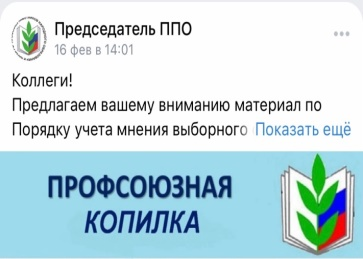 Председатель ППО
16 фев в 14:01
Коллеги!
Предлагаем вашему вниманию материал по
Порядку учета мнения выборного Показать ещё
ПРОФСОЮЗНАЯ
КОПИЛКА